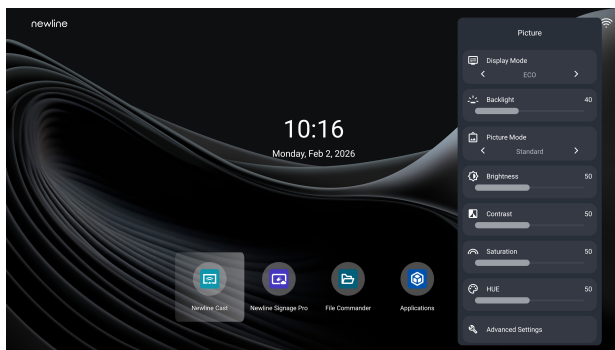 newline
10:16
Monday, Feb 2, 2026
Newline Cast
Newline Signage Pro
File Commander
Applications
Picture
Display Mode
ECO
Backlight 40
Picture Mode
Standard
Brightness 50
Contrast 50
Saturation 50
HUE 50
Advanced Settings